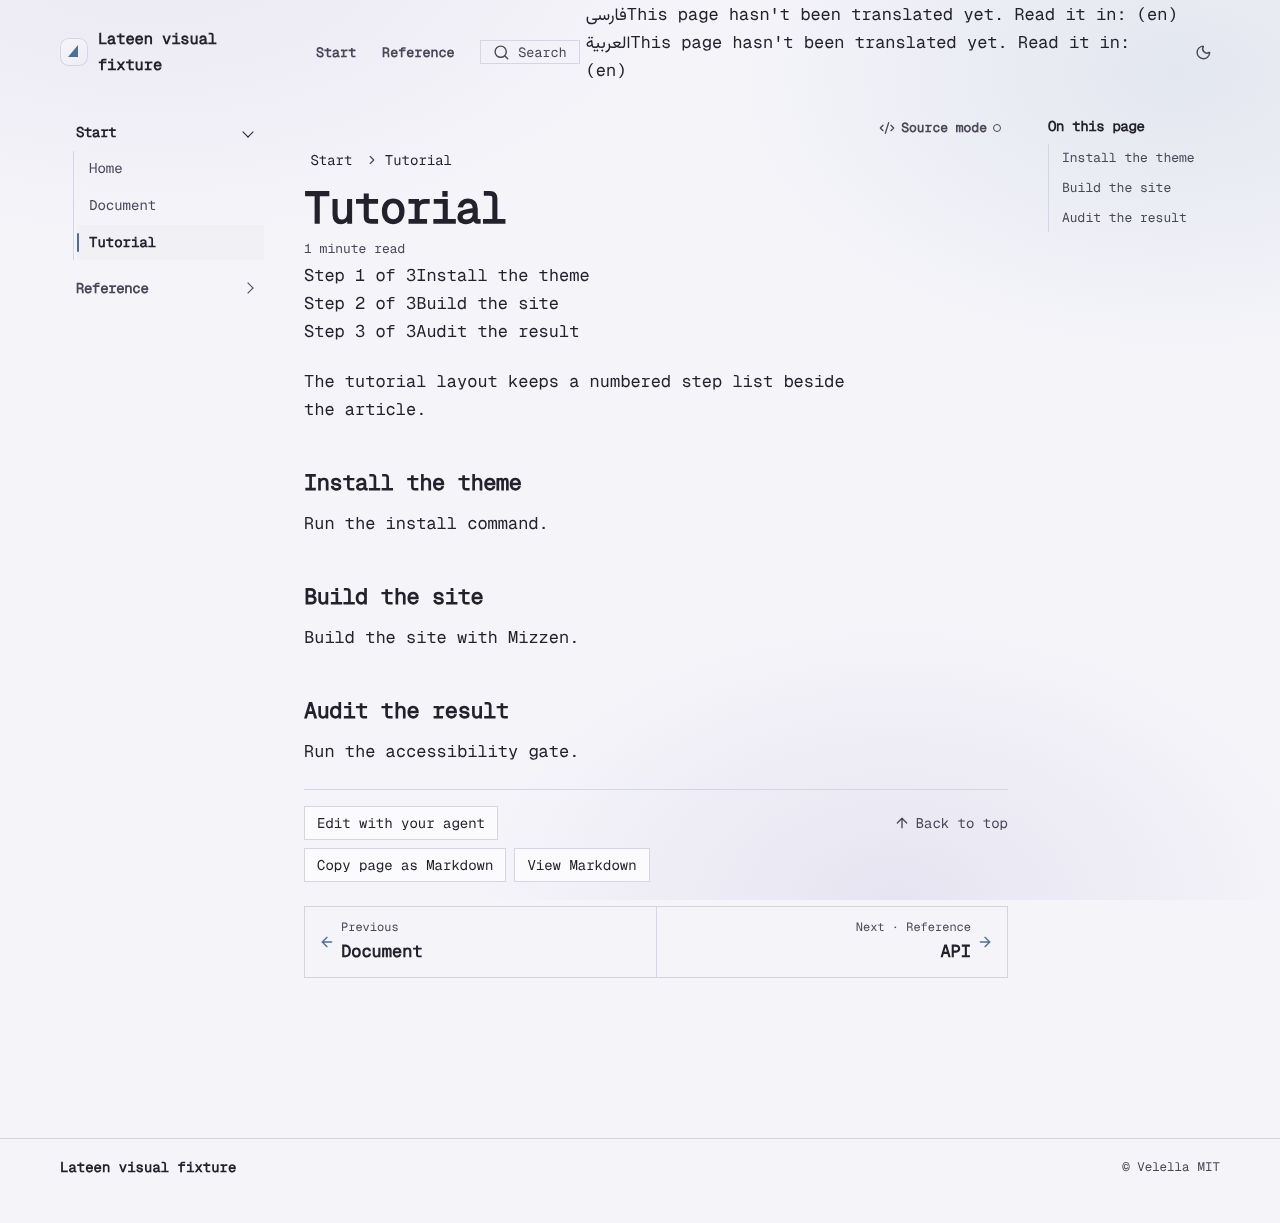 Lateen visual
fixture
Start
Reference
Search
فارسیThis page hasn't been translated yet. Read it in: (en)
العربيةThis page hasn't been translated yet. Read it in:
(en)
Start
Home
Document
Tutorial
Reference
Source mode
Start
Tutorial
Tutorial
1 minute read
Step 1 of 3Install the theme
Step 2 of 3Build the site
Step 3 of 3Audit the result
The tutorial layout keeps a numbered step list beside
the article.
Install the theme
Run the install command.
Build the site
Build the site with Mizzen.
Audit the result
Run the accessibility gate.
Edit with your agent
Back to top
Copy page as Markdown
View Markdown
Previous
Document
Next · Reference
API
On this page
Install the theme
Build the site
Audit the result
Lateen visual fixture
© Velella MIT